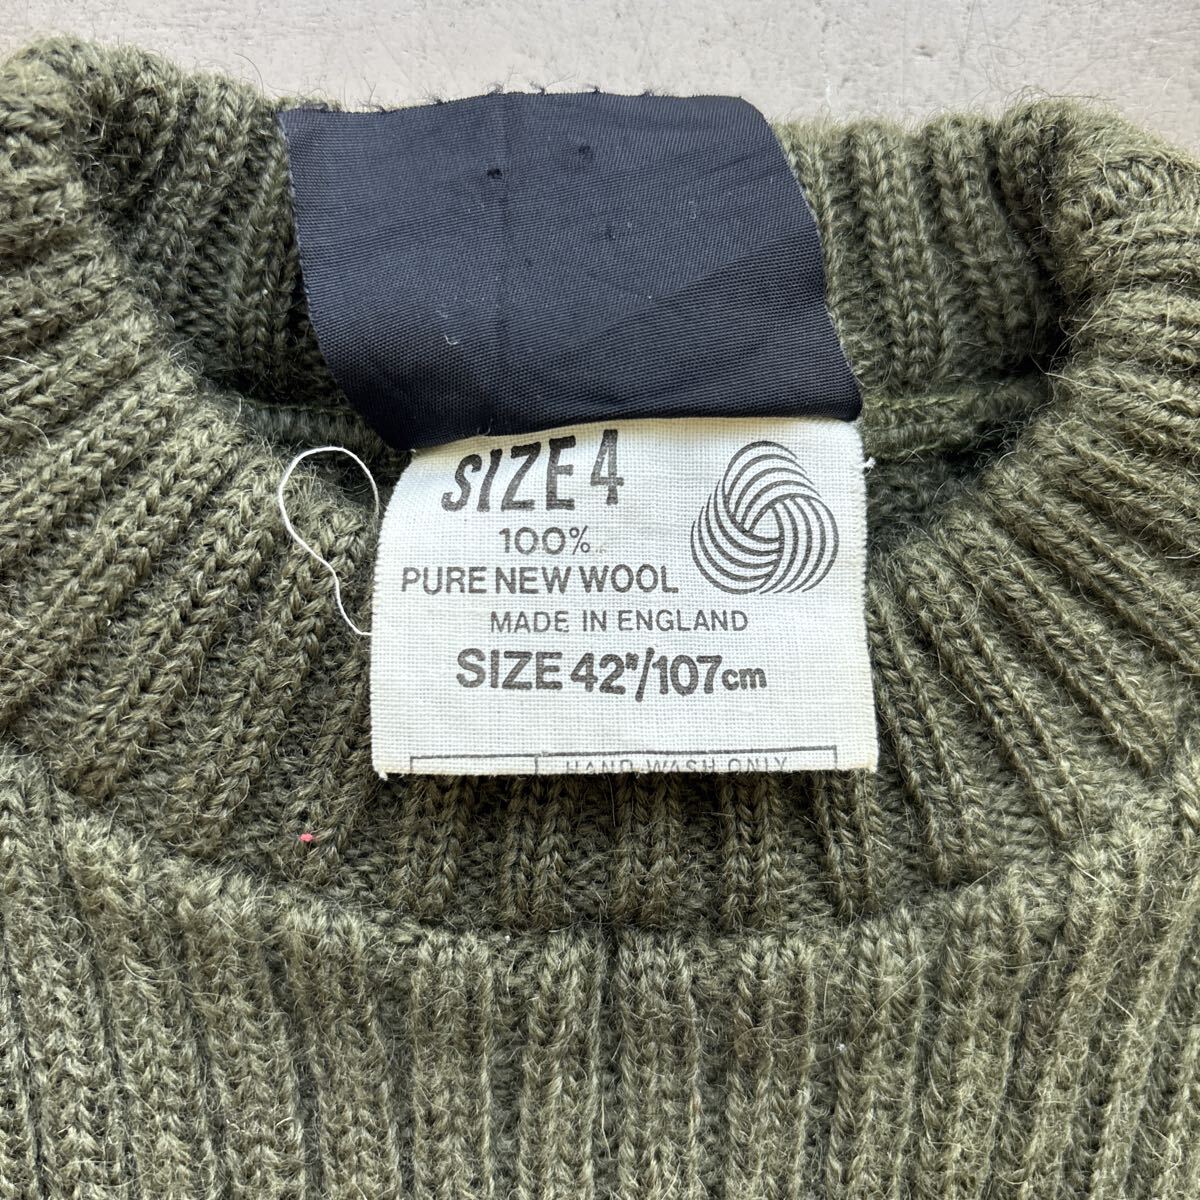 SIZE 4
100%
PURE NEW WOOL
MADE IN ENGLAND
SIZE 42"/107cm
HAND WASH ONLY